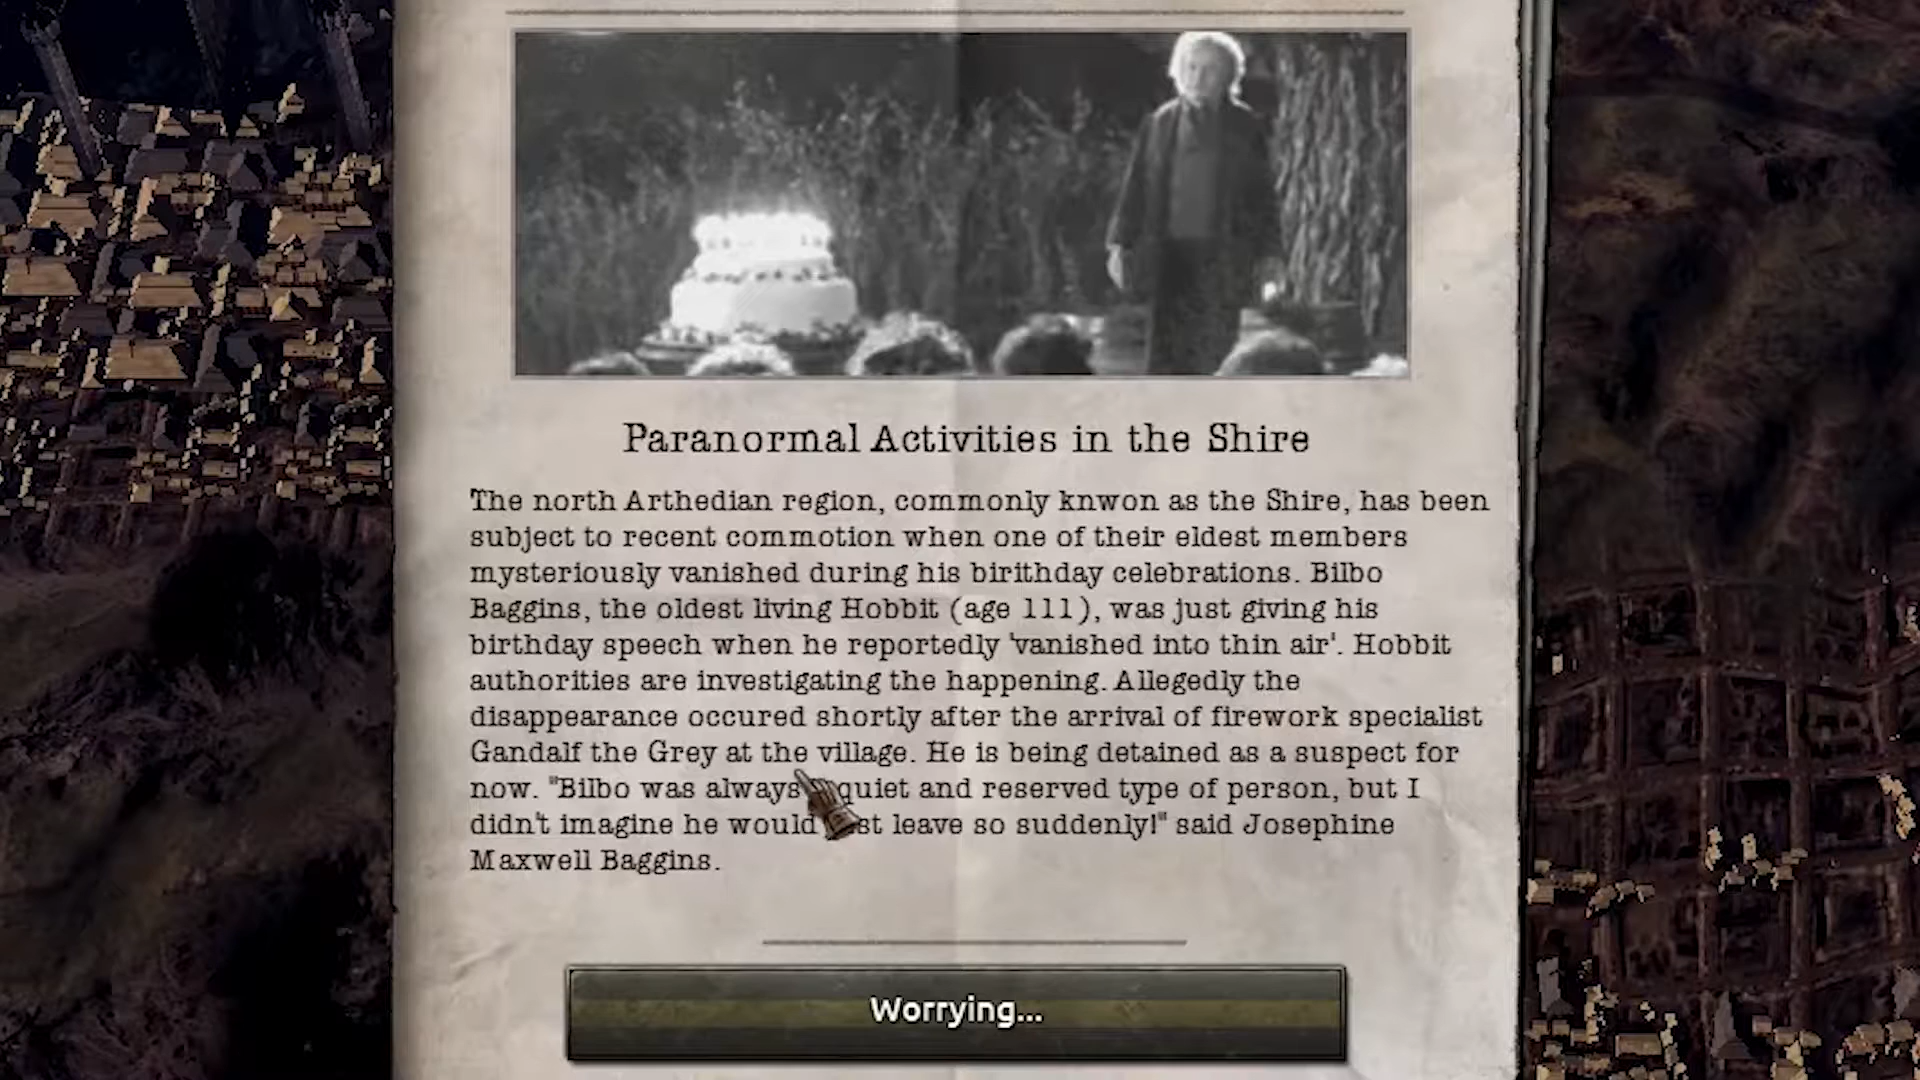 Paranormal Activities in the Shire
The north Arthedian region, commonly knwon as the Shire, has been
subject to recent commotion when one of their eldest members
mysteriously vanished during his birithday celebrations. Bilbo
Baggins, the oldest living Hobbit (age 111), was just giving his
birthday speech when he reportedly 'vanished into thin air'. Hobbit
authorities are investigating the happening. Allegedly the
disappearance occured shortly after the arrival of firework specialist
Gandalf the Grey at the village. He is being detained as a suspect for
now. "Bilbo was always quiet and reserved type of person, but I
didn't imagine he would leave so suddenly!" said Josephine
Maxwell Baggins.
Worrying...